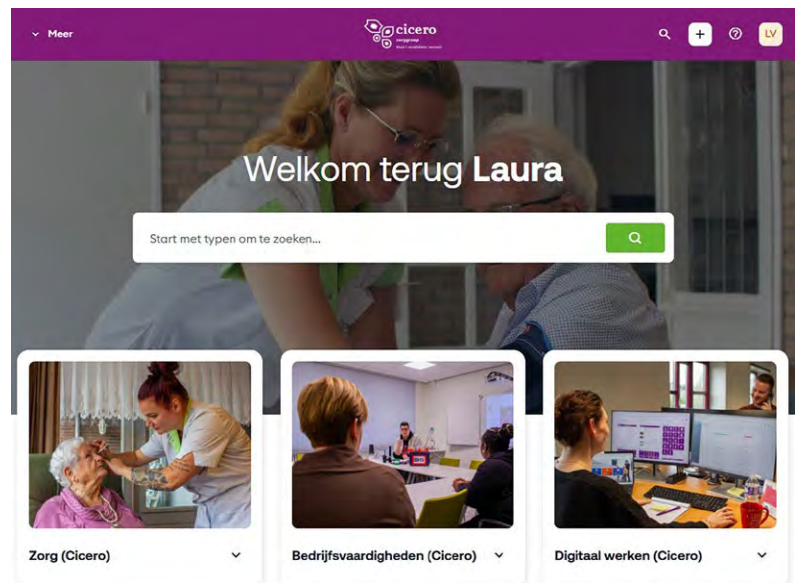 Meer
cicero
zorggroep
LV
Welkom terug Laura
Start met typen om te zoeken...
Zorg (Cicero)
Bedrijfsvaardigheden (Cicero)
Digitaal werken (Cicero)